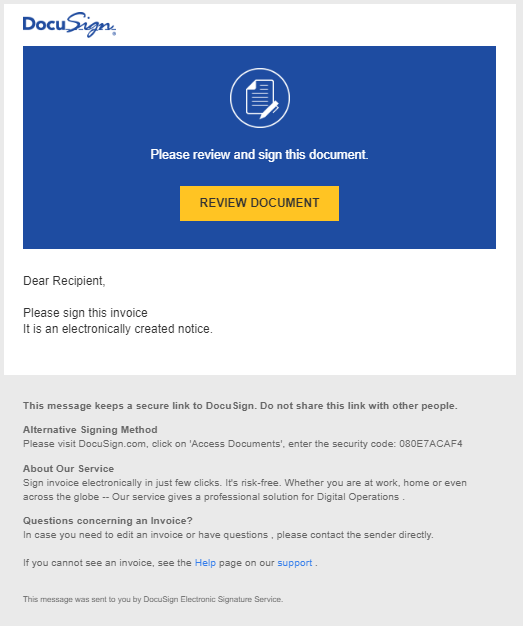 DocuSign
Please review and sign this document.
REVIEW DOCUMENT
Dear Recipient,
Please sign this invoice
It is an electronically created notice.
This message keeps a secure link to DocuSign. Do not share this link with other people.
Alternative Signing Method
Please visit DocuSign.com, click on 'Access Documents', enter the security code: 080E7ACAF4
About Our Service
Sign invoice electronically in just few clicks. It's risk-free. Whether you are at work, home or even
across the globe -- Our service gives a professional solution for Digital Operations .
Questions concerning an Invoice?
In case you need to edit an invoice or have questions , please contact the sender directly.
If you cannot see an invoice, see the Help page on our support .
This message was sent to you by DocuSign Electronic Signature Service.